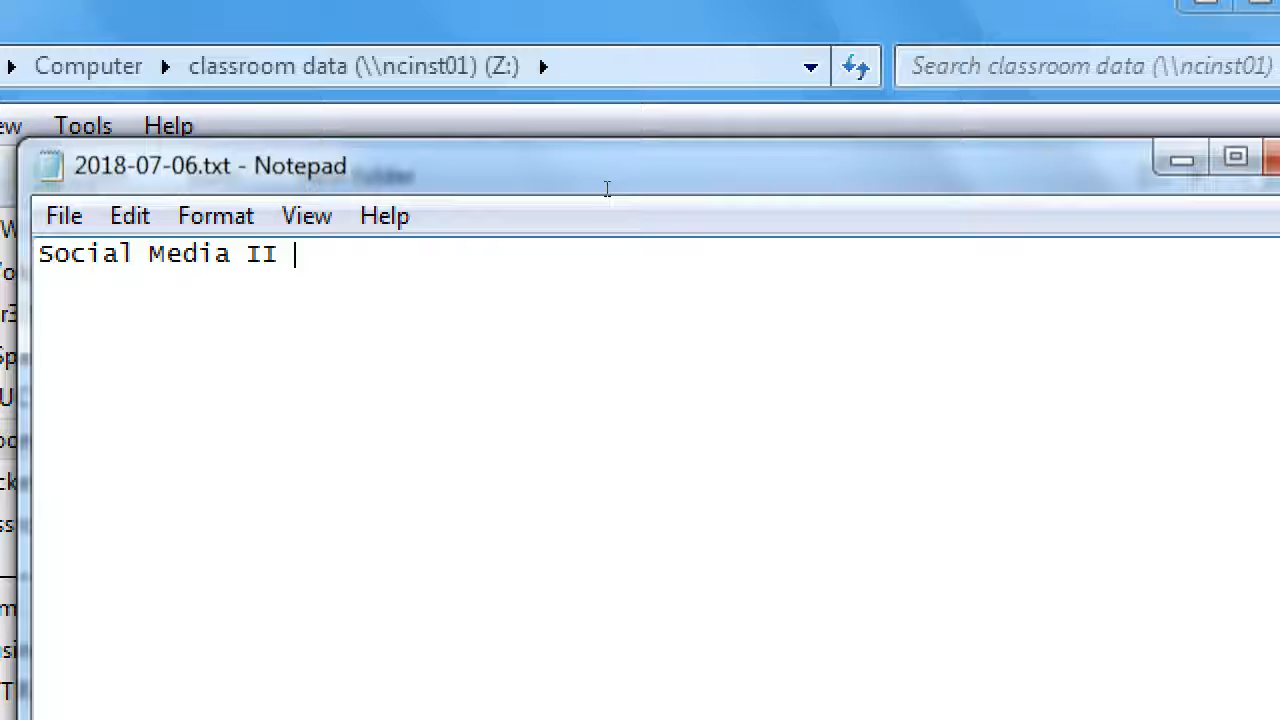 Computer classroom data (\\ncinst01) (Z:) Search classroom data (\\ncinst01)
ew Tools Help
2018-07-06.txt - Notepad
File Edit Format View Help
Social Media II